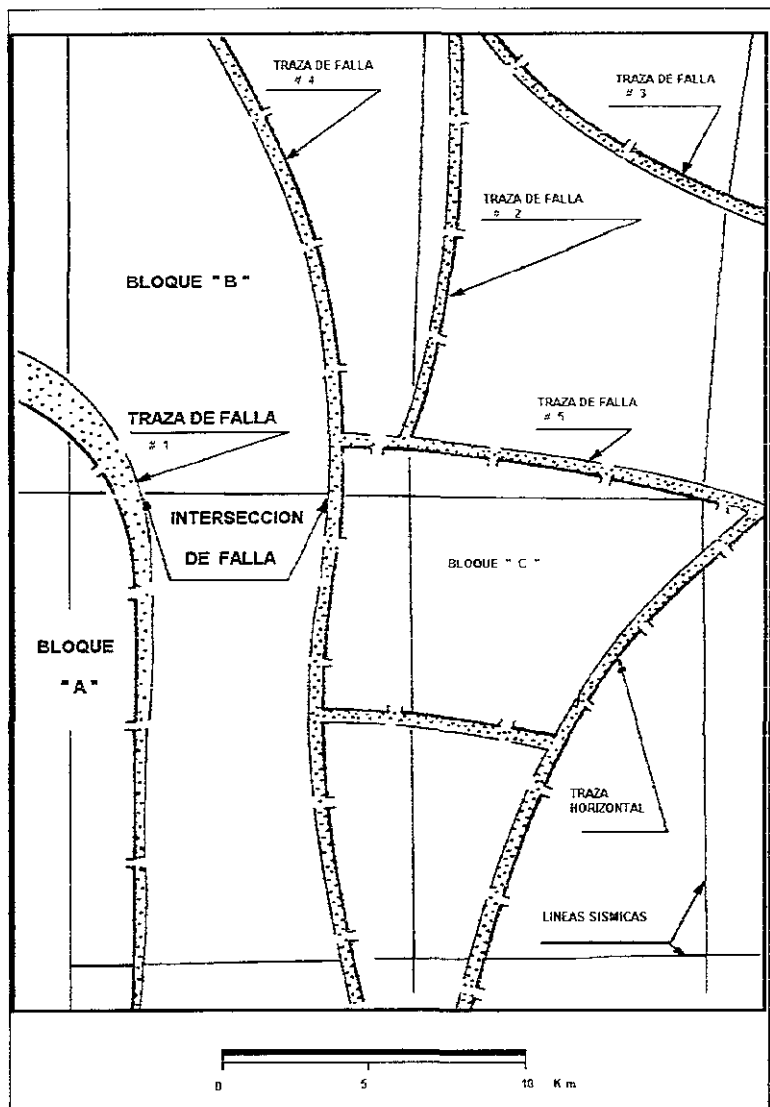 TRAZA DE FALLA
# 4
TRAZA DE FALLA
# 3
TRAZA DE FALLA
# 2
BLOQUE "B"
TRAZA DE FALLA
# 1
TRAZA DE FALLA
# 5
INTERSECCION
DE FALLA
BLOQUE "C"
BLOQUE
"A"
TRAZA
HORIZONTAL
LINEAS SISMICAS
0 5 10 Km